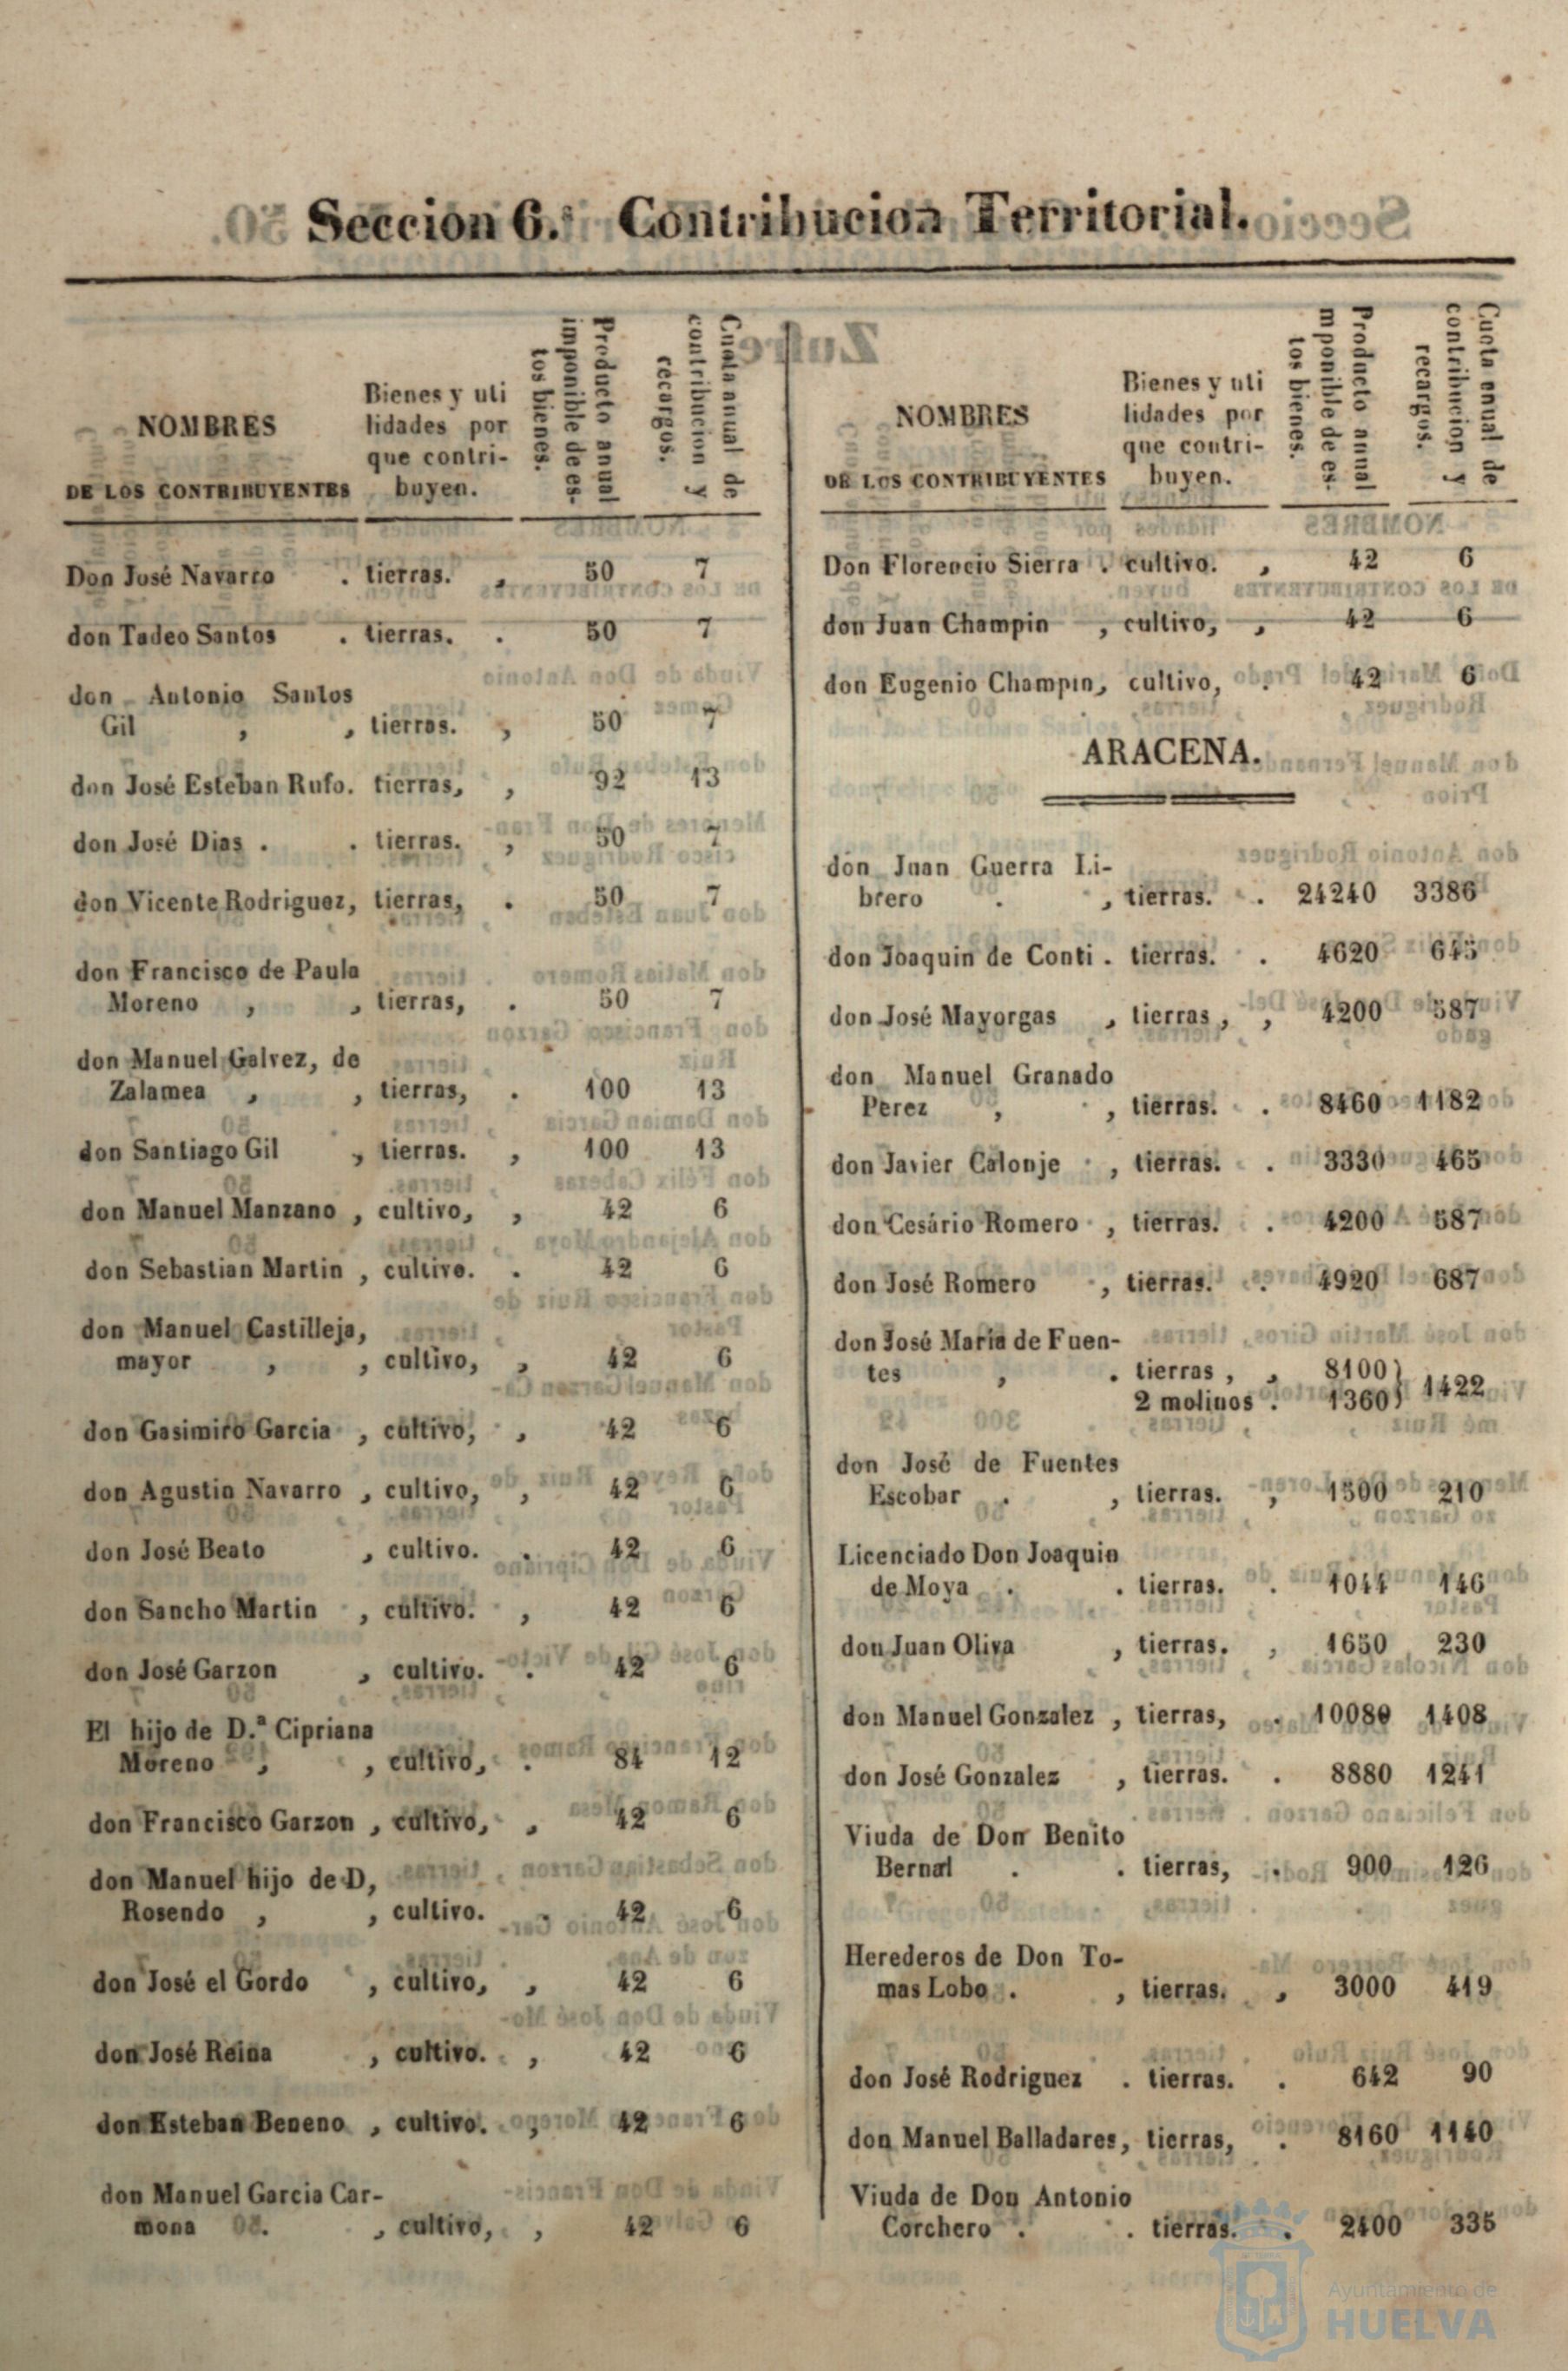 Seccion 6.ª Contribucion Territorial.
NOMBRES
DE LOS CONTRIBUYENTES
Bienes y uti
lidades por
que contri-
buyen.
Producto anual
imponible de es-
tos bienes.
Cuota anual de
contribucion y
recargos.
Don José Navarro . tierras. , 50 7
don Tadeo Santos . tierras. . 50 7
don Antonio Santos
Gil , , tierras. , 50 7
don José Esteban Rufo. tierras, , 92 13
don José Dias . . tierras. , 50 7
don Vicente Rodriguez, tierras, . 50 7
don Francisco de Paula
Moreno , , tierras, . 50 7
don Manuel Galvez, de
Zalamea , , tierras, . 100 13
don Santiago Gil , tierras. , 100 13
don Manuel Manzano , cultivo, , 42 6
don Sebastian Martin , cultivo. . 42 6
don Manuel Castilleja,
mayor , , cultivo, , 42 6
don Gasimiro Garcia , cultivo, , 42 6
don Agustin Navarro , cultivo, , 42 6
don José Beato , cultivo. . 42 6
don Sancho Martin , cultivo. , 42 6
don José Garzon , cultivo. . 42 6
El hijo de D.ª Cipriana
Moreno , , cultivo, . 84 12
don Francisco Garzon , cultivo, , 42 6
don Manuel hijo de D,
Rosendo , , cultivo. . 42 6
don José el Gordo , cultivo, , 42 6
don José Reina , cultivo. , 42 6
don Esteban Beneno , cultivo. , 42 6
don Manuel Garcia Car-
mona . , cultivo, , 42 6
NOMBRES
DE LOS CONTRIBUYENTES
Bienes y uti
lidades por
que contri-
buyen.
Producto anual
mponible de es-
tos bienes.
Cuota anual de
contribucion y
recargos.
Don Florencio Sierra . cultivo. , 42 6
don Juan Champin , cultivo, , 42 6
don Eugenio Champin, cultivo, . 42 6
ARACENA.
don Juan Guerra Li-
brero . , tierras. . 24240 3386
don Joaquin de Conti . tierras. . 4620 645
don José Mayorgas , tierras , , 4200 587
don Manuel Granado
Perez , , tierras. . 8460 1182
don Javier Calonje , tierras. . 3330 465
don Cesário Romero , tierras. . 4200 587
don José Romero , tierras. . 4920 687
don José Maria de Fuen-
tes , . tierras , , 8100) 1422
2 molinos . 1360)
don José de Fuentes
Escobar . , tierras. , 1500 210
Licenciado Don Joaquin
de Moya . . tierras. . 1044 146
don Juan Oliva , tierras. , 1650 230
don Manuel Gonzalez , tierras, . 10080 1408
don José Gonzalez , tierras. . 8880 1241
Viuda de Don Benito
Bernal . . tierras, . 900 126
Herederos de Don To-
mas Lobo . , tierras. , 3000 419
don José Rodriguez . tierras. . 642 90
don Manuel Balladares, tierras, . 8160 1140
Viuda de Don Antonio
Corchero . . tierras. . 2400 335
Ayuntamiento de
HUELVA